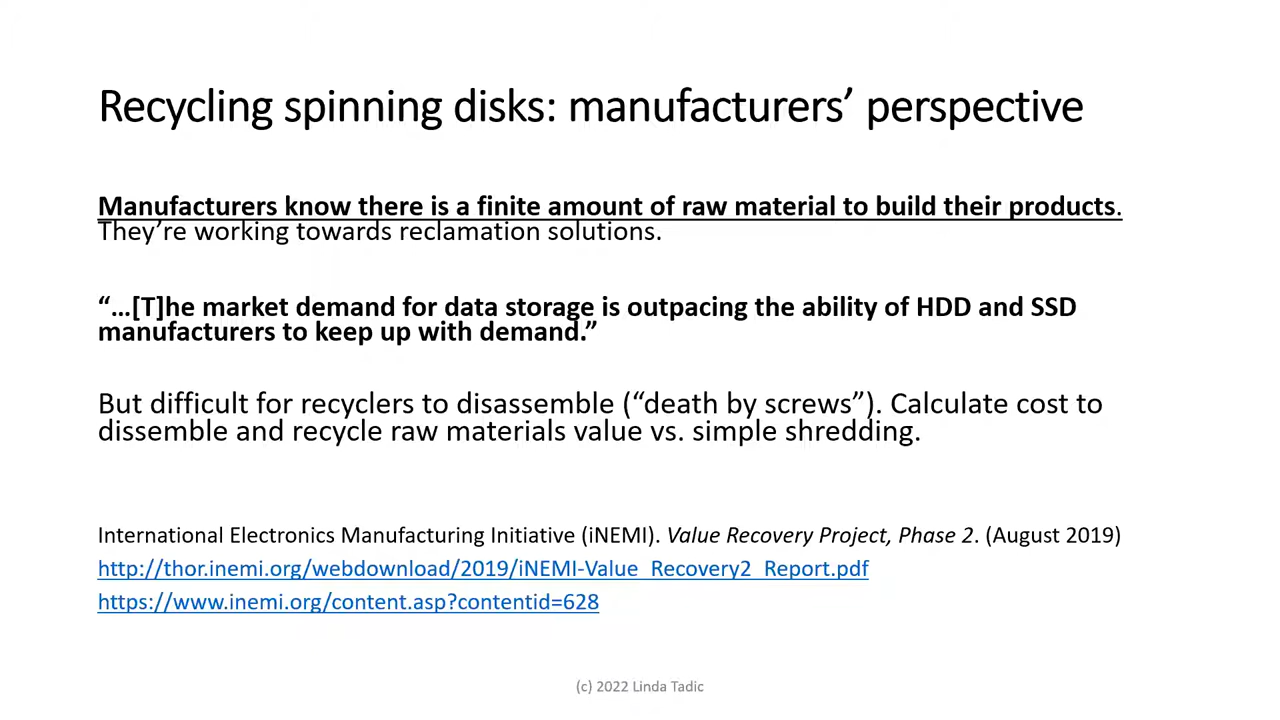 Recycling spinning disks: manufacturers’ perspective
Manufacturers know there is a finite amount of raw material to build their products.
They’re working towards reclamation solutions.
“…[T]he market demand for data storage is outpacing the ability of HDD and SSD
manufacturers to keep up with demand.”
But difficult for recyclers to disassemble (“death by screws”). Calculate cost to
dissemble and recycle raw materials value vs. simple shredding.
International Electronics Manufacturing Initiative (iNEMI). Value Recovery Project, Phase 2. (August 2019)
http://thor.inemi.org/webdownload/2019/iNEMI-Value_Recovery2_Report.pdf
https://www.inemi.org/content.asp?contentid=628
(c) 2022 Linda Tadic